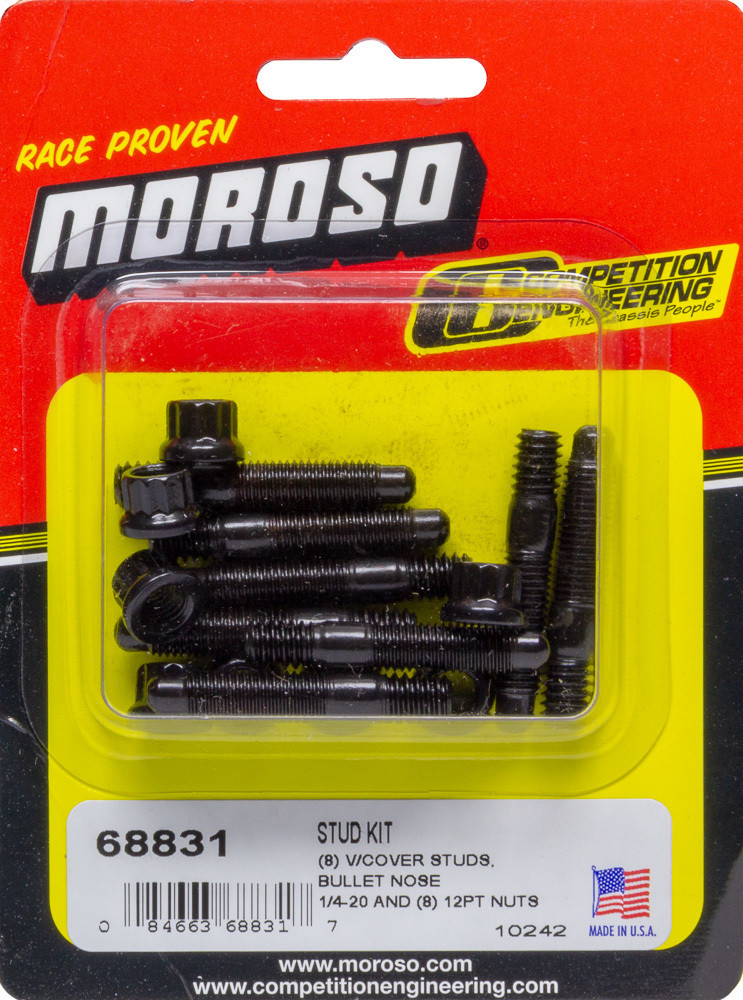 RACE PROVEN
MOROSO®
COMPETITION
ENGINEERING
The Chassis People™
68831
STUD KIT
(8) V/COVER STUDS,
BULLET NOSE
1/4-20 AND (8) 12PT NUTS
0 84663 68831 7
10242
MADE IN U.S.A.
www.moroso.com
www.competitionengineering.com